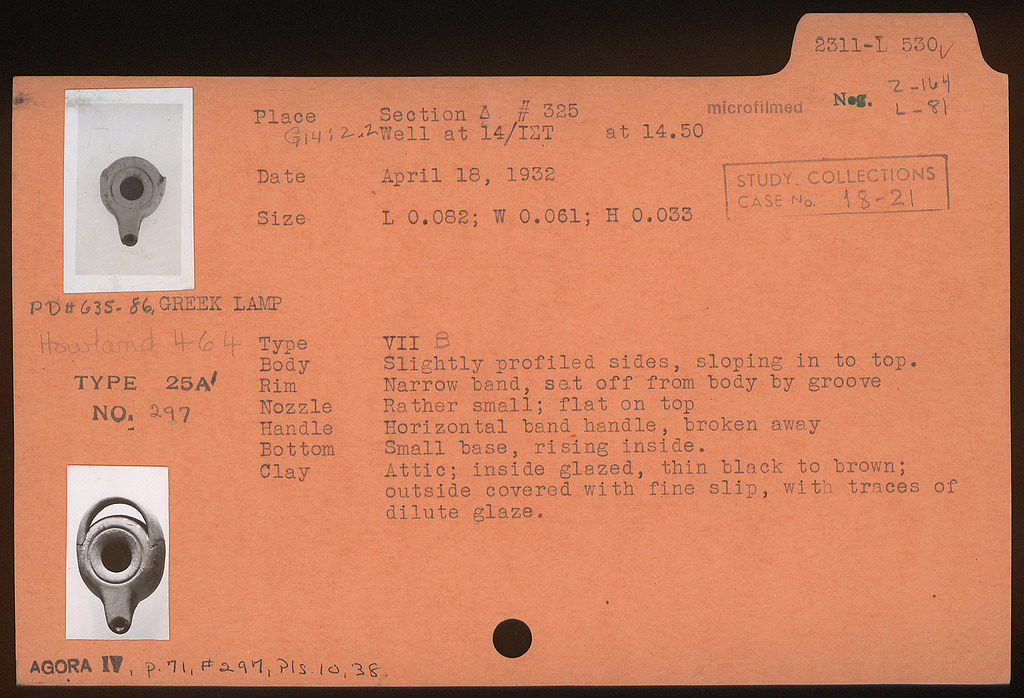 2311-L 530 ✓
Place Section Δ # 325
G14:2.2 Well at 14/ΙΣΤ at 14.50
microfilmed Neg. Z-164
L-81
Date April 18, 1932
STUDY COLLECTIONS
CASE No. 18-21
Size L 0.082; W 0.061; H 0.033
PD# 635-86, GREEK LAMP
Howland 464
TYPE 25A'
NO. 297
Type VII B
Body Slightly profiled sides, sloping in to top.
Rim Narrow band, set off from body by groove
Nozzle Rather small; flat on top
Handle Horizontal band handle, broken away
Bottom Small base, rising inside.
Clay Attic; inside glazed, thin black to brown;
outside covered with fine slip, with traces of
dilute glaze.
AGORA IV, p. 71, #297, Pls. 10, 38.